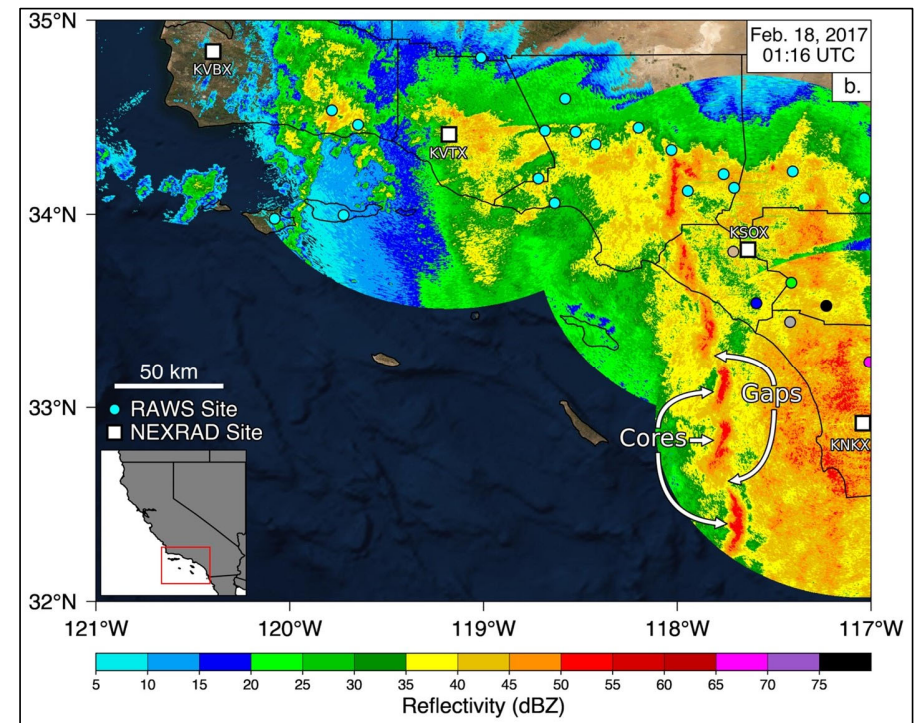 35°N
34°N
33°N
32°N
121°W
120°W
119°W
118°W
117°W
Feb. 18, 2017
01:16 UTC
b.
KVBX
KVTX
KSOX
KNKX
Gaps
Cores
50 km
RAWS Site
NEXRAD Site
5 10 15 20 25 30 35 40 45 50 55 60 65 70 75
Reflectivity (dBZ)